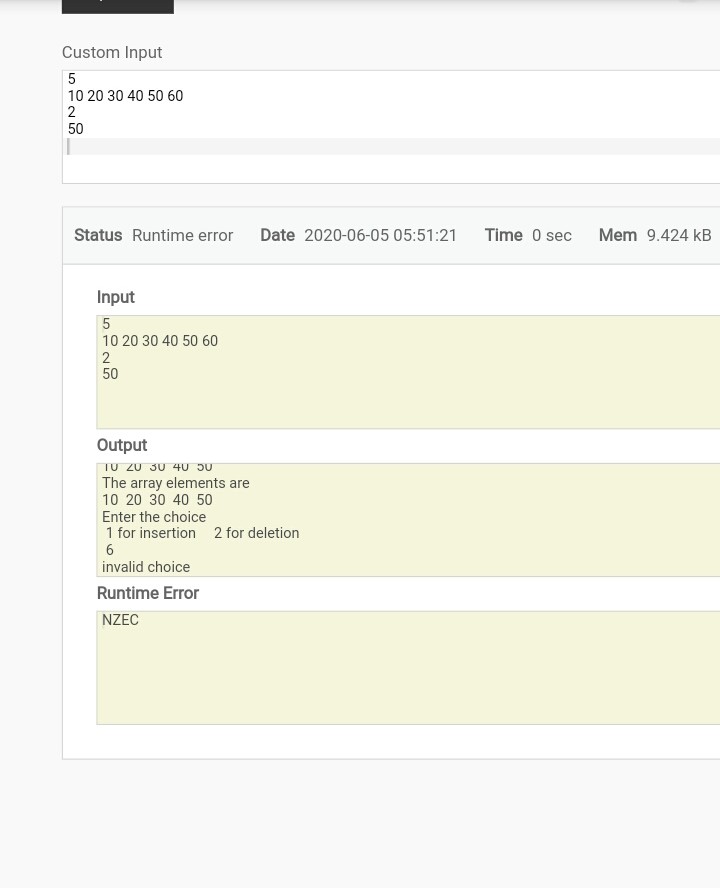 Custom Input
5
10 20 30 40 50 60
2
50
Status Runtime error Date 2020-06-05 05:51:21 Time 0 sec Mem 9.424 kB
Input
5
10 20 30 40 50 60
2
50
Output
10 20 30 40 50
The array elements are
10 20 30 40 50
Enter the choice
1 for insertion 2 for deletion
6
invalid choice
Runtime Error
NZEC